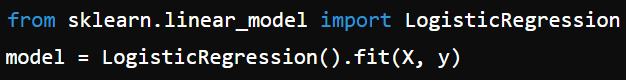 from sklearn.linear_model import LogisticRegression
model = LogisticRegression().fit(X, y)